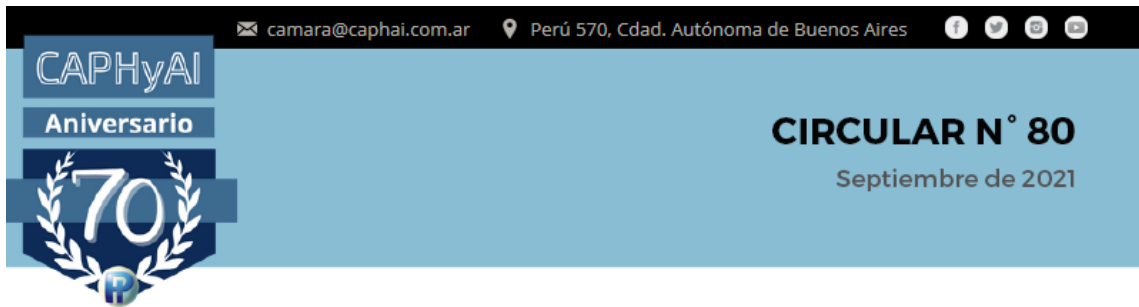 camara@caphai.com.ar Perú 570, Cdad. Autónoma de Buenos Aires
CAPHyAI
Aniversario
70
CIRCULAR N° 80
Septiembre de 2021